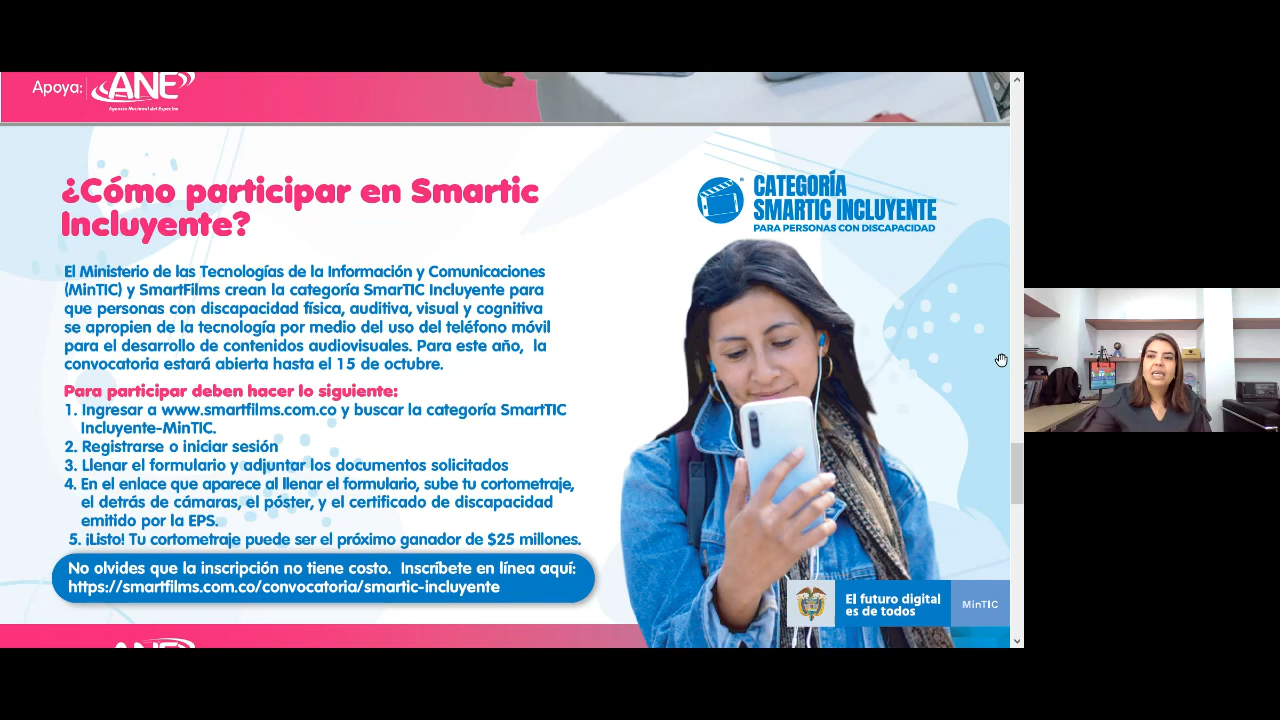 Apoya:
ANE
Agencia Nacional del Espectro
¿Cómo participar en Smartic
Incluyente?
CATEGORÍA
SMARTIC INCLUYENTE
PARA PERSONAS CON DISCAPACIDAD
El Ministerio de las Tecnologías de la Información y Comunicaciones
(MinTIC) y SmartFilms crean la categoría SmarTIC Incluyente para
que personas con discapacidad física, auditiva, visual y cognitiva
se apropien de la tecnología por medio del uso del teléfono móvil
para el desarrollo de contenidos audiovisuales. Para este año, la
convocatoria estará abierta hasta el 15 de octubre.
Para participar deben hacer lo siguiente:
1. Ingresar a www.smartfilms.com.co y buscar la categoría SmartTIC
Incluyente-MinTIC.
2. Registrarse o iniciar sesión
3. Llenar el formulario y adjuntar los documentos solicitados
4. En el enlace que aparece al llenar el formulario, sube tu cortometraje,
el detrás de cámaras, el póster, y el certificado de discapacidad
emitido por la EPS.
5. ¡Listo! Tu cortometraje puede ser el próximo ganador de $25 millones.
No olvides que la inscripción no tiene costo. Inscríbete en línea aquí:
https://smartfilms.com.co/convocatoria/smartic-incluyente
El futuro digital
es de todos
MinTIC
ANE